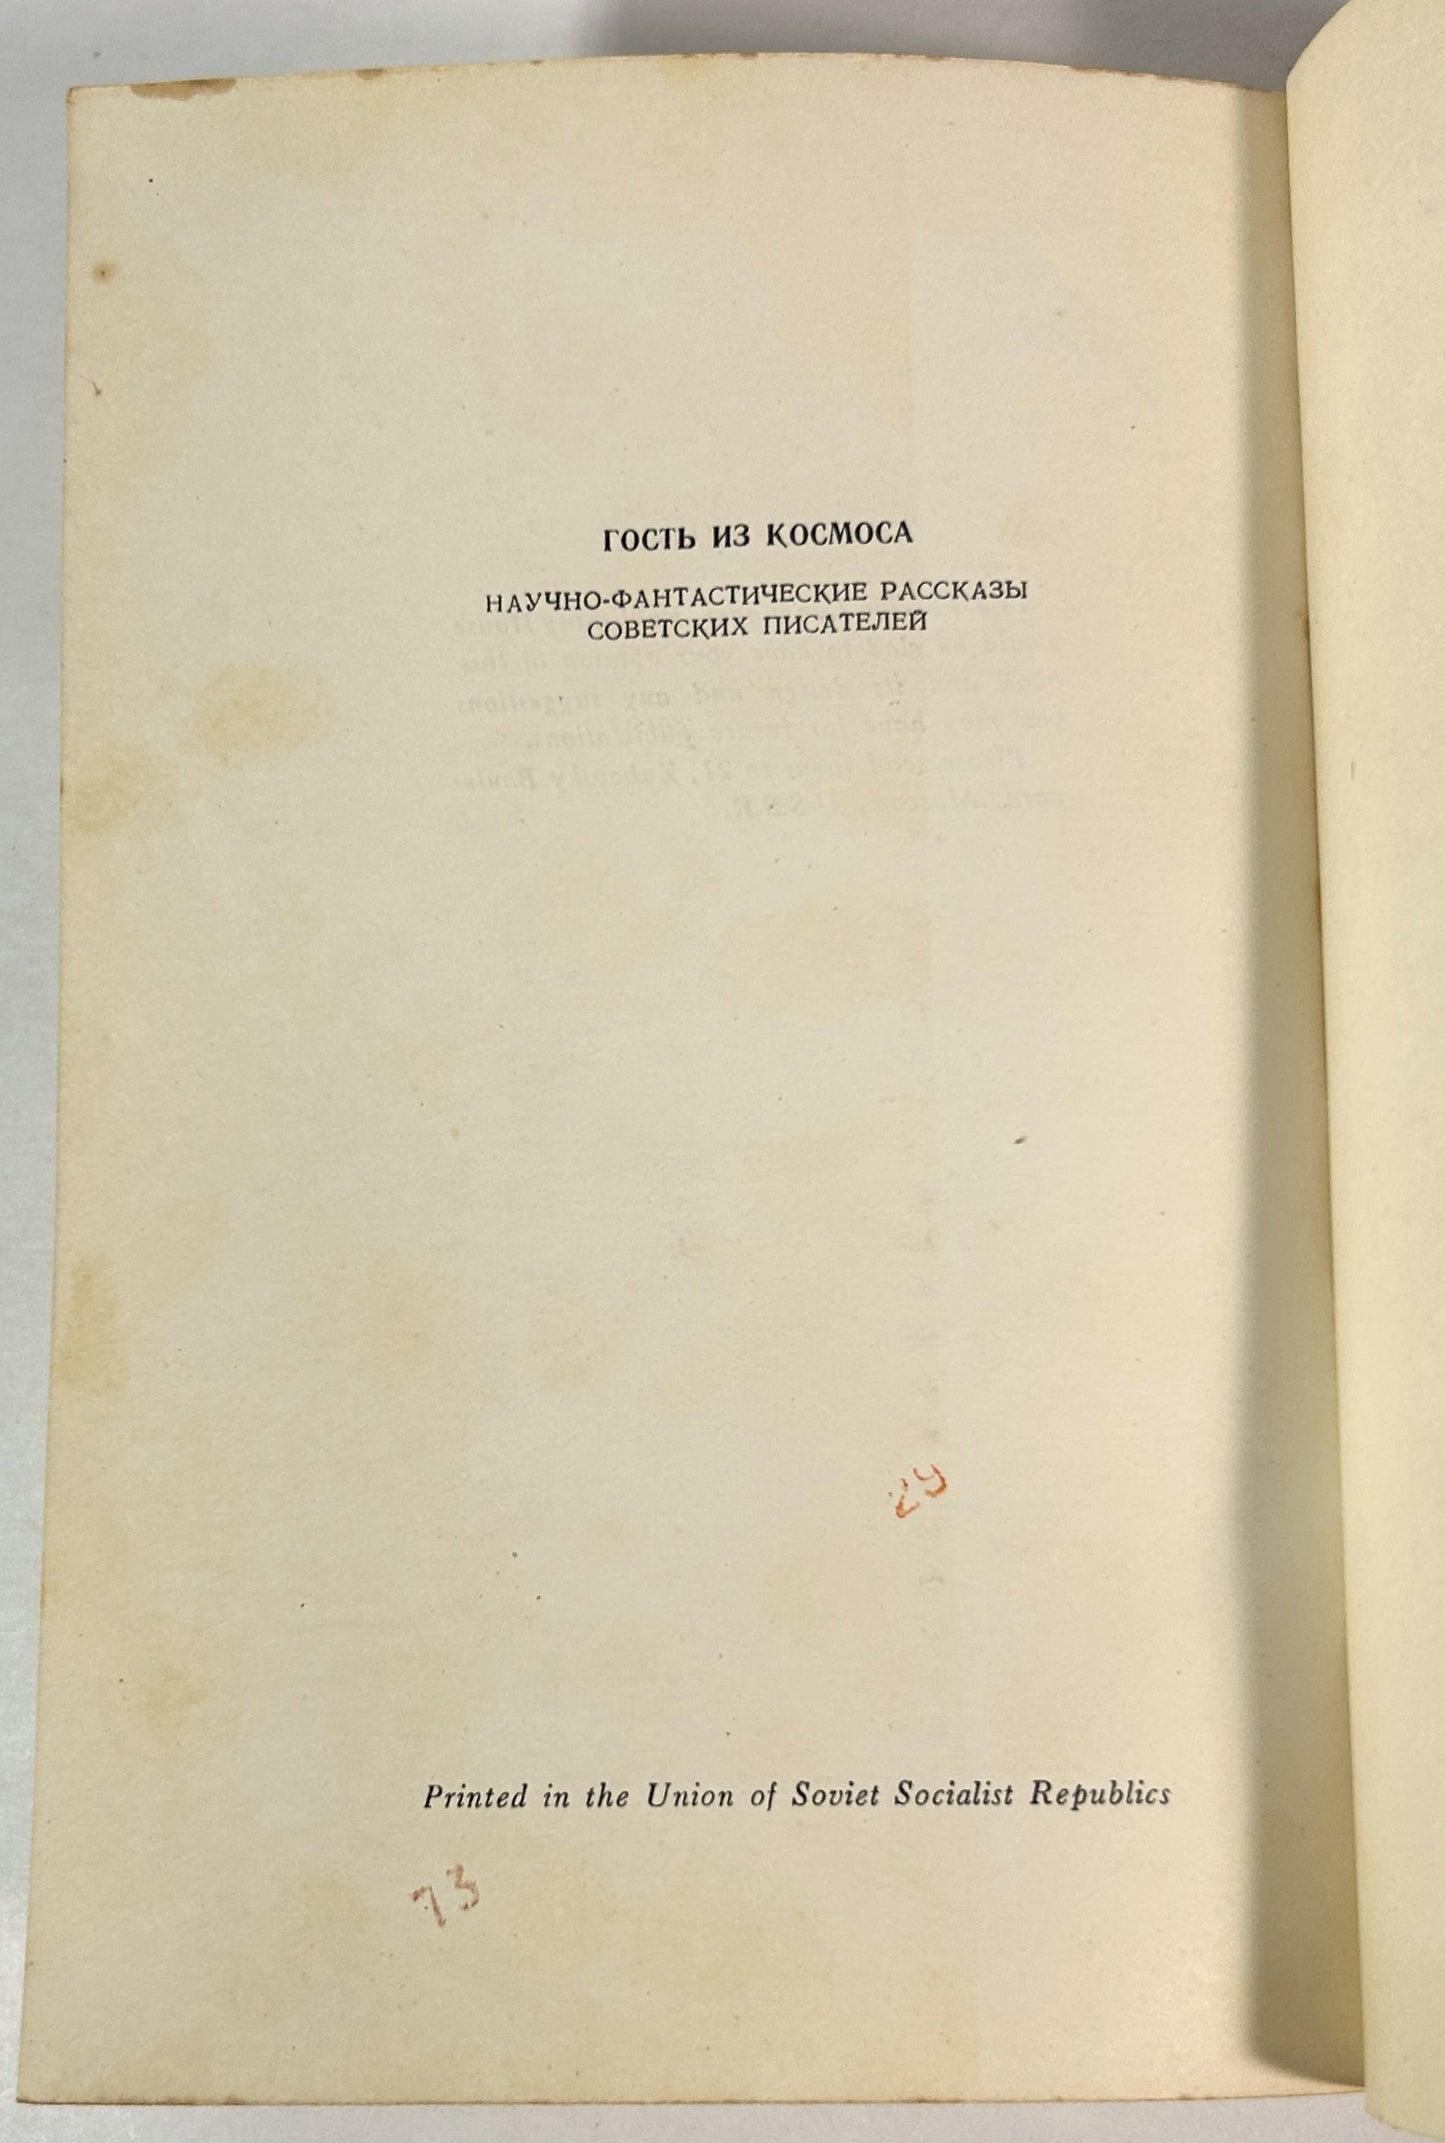 ГОСТЬ ИЗ КОСМОСА
НАУЧНО-ФАНТАСТИЧЕСКИЕ РАССКАЗЫ
СОВЕТСКИХ ПИСАТЕЛЕЙ
29
Printed in the Union of Soviet Socialist Republics
73